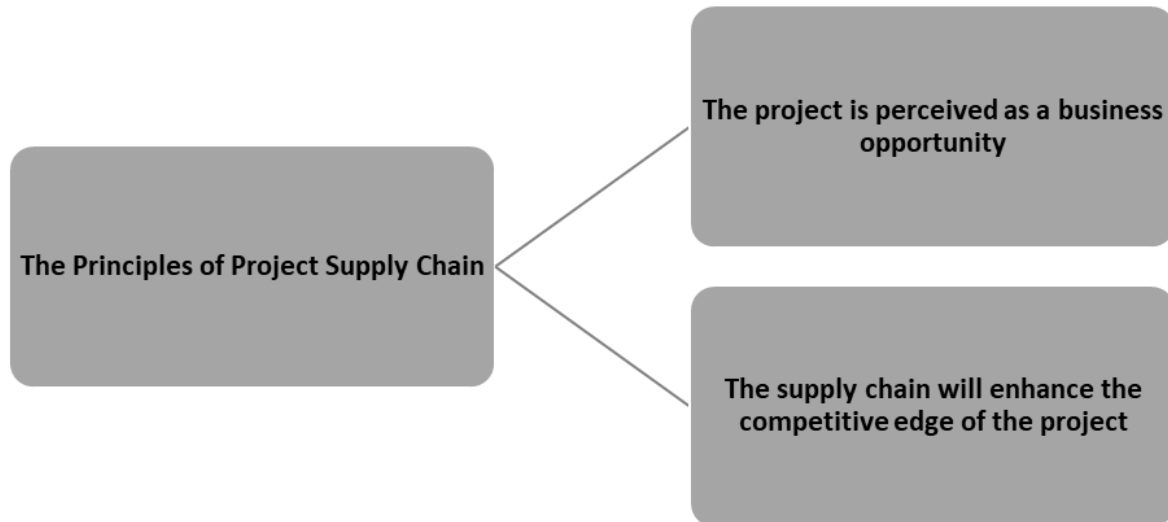 The Principles of Project Supply Chain
The project is perceived as a business
opportunity
The supply chain will enhance the
competitive edge of the project